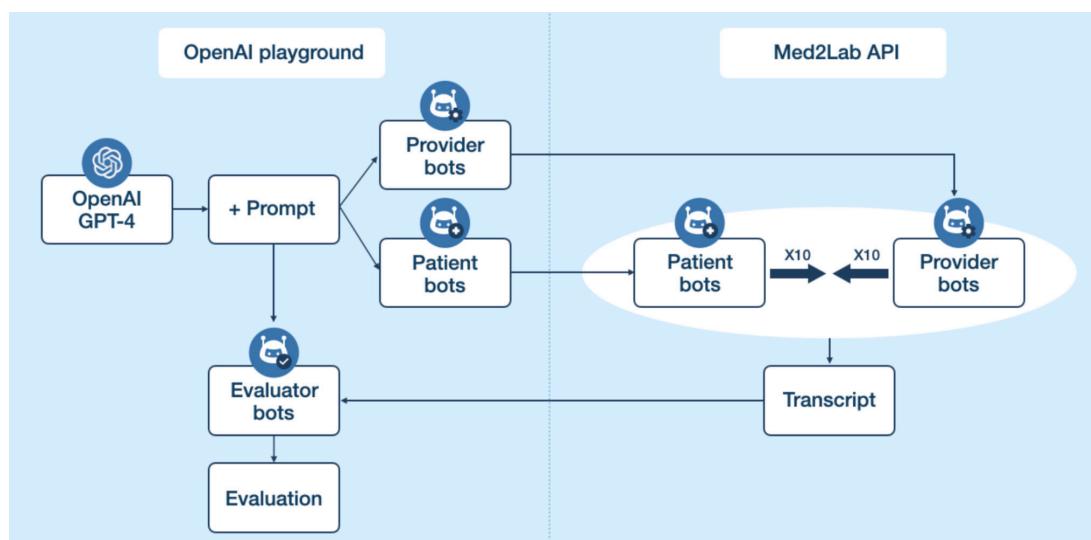 OpenAI playground
Med2Lab API
Provider
bots
OpenAI
GPT-4
+ Prompt
Patient
bots
Patient
bots
X10
X10
Provider
bots
Evaluator
bots
Transcript
Evaluation